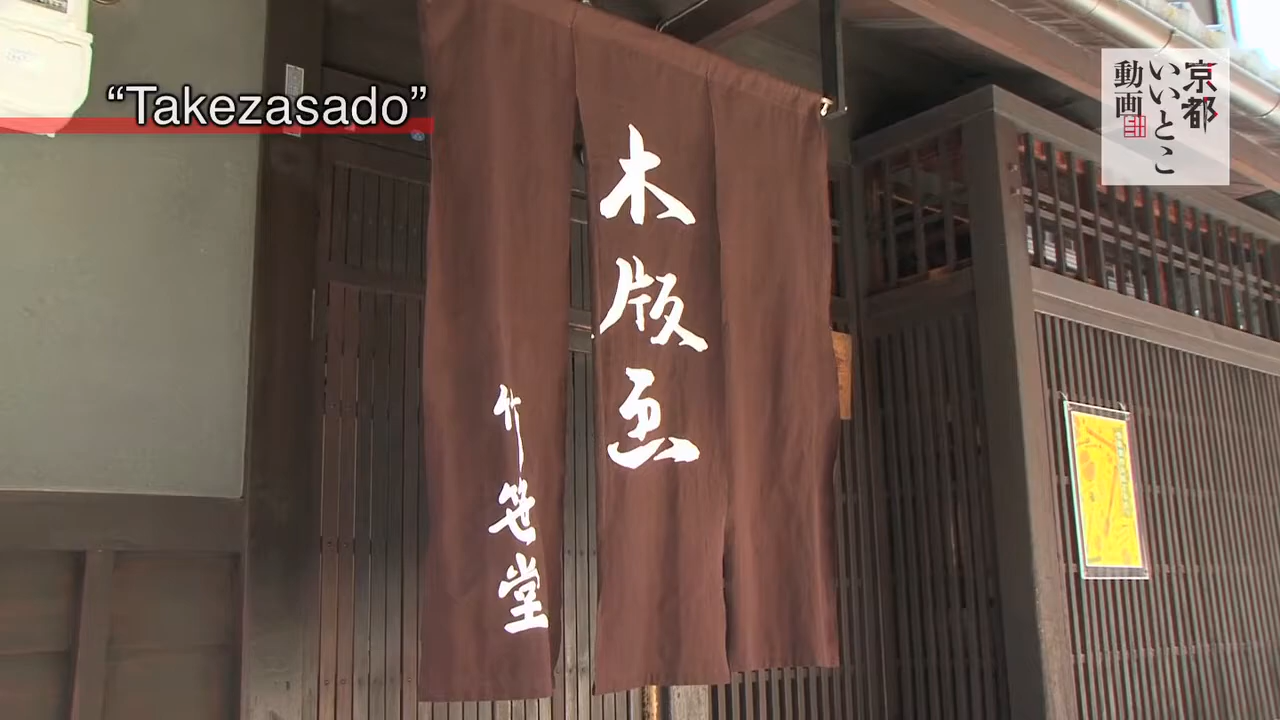 “Takezasado”
京都
いいとこ
動画
木版画
竹笹堂